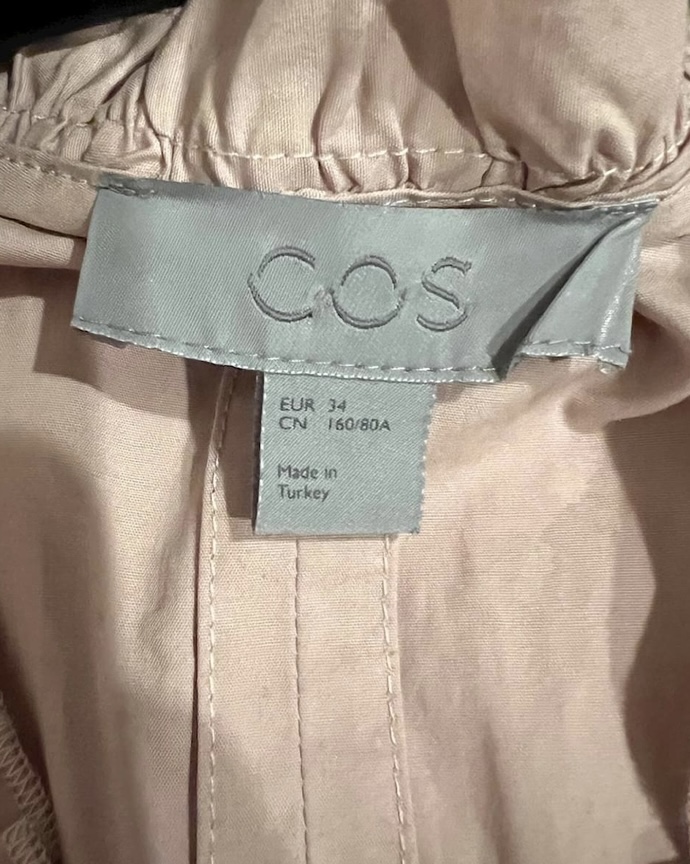 COS
EUR 34
CN 160/80A
Made in
Turkey